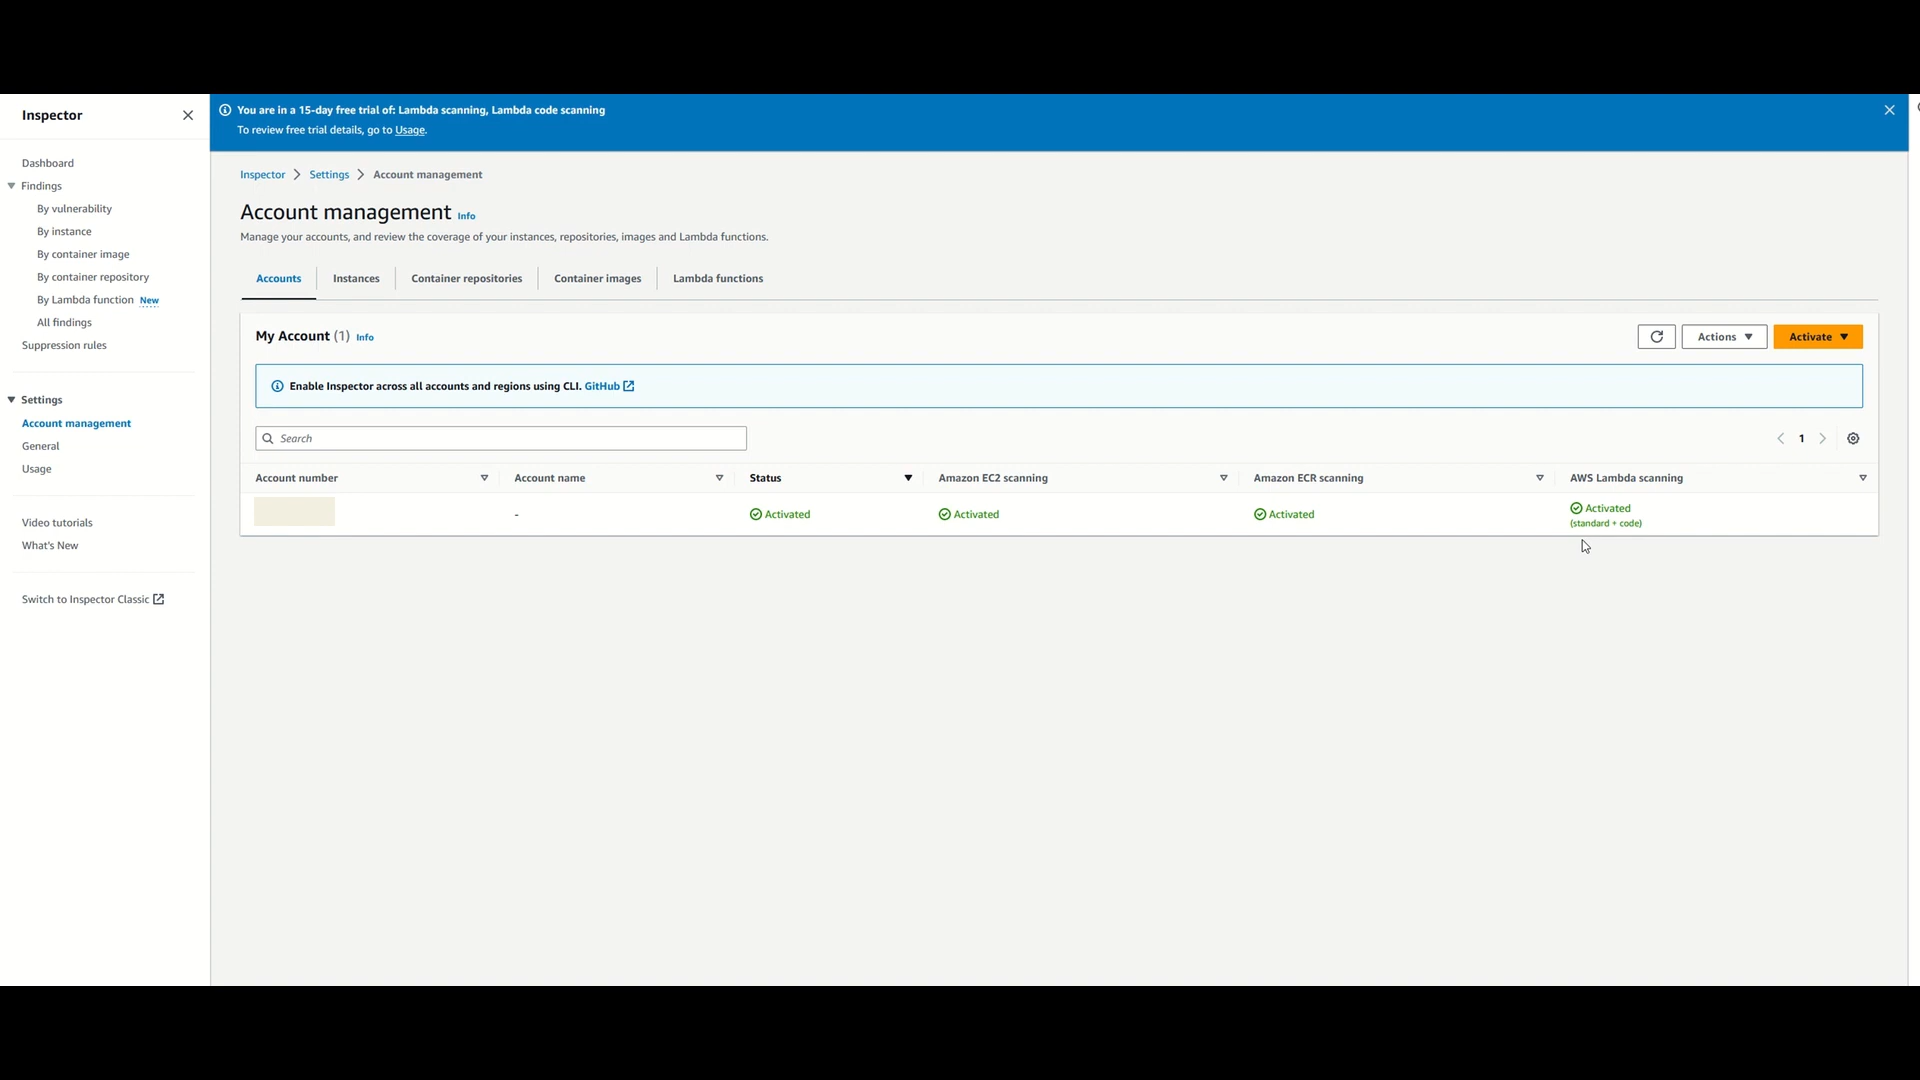 Inspector
Dashboard
Findings
By vulnerability
By instance
By container image
By container repository
By Lambda function New
All findings
Suppression rules
Settings
Account management
General
Usage
Video tutorials
What's New
Switch to Inspector Classic
You are in a 15-day free trial of: Lambda scanning, Lambda code scanning
To review free trial details, go to Usage.
Inspector > Settings > Account management
Account management Info
Manage your accounts, and review the coverage of your instances, repositories, images and Lambda functions.
Accounts Instances Container repositories Container images Lambda functions
My Account (1) Info
Actions Activate
Enable Inspector across all accounts and regions using CLI. GitHub
Search
1
Account number Account name Status Amazon EC2 scanning Amazon ECR scanning AWS Lambda scanning
- Activated Activated Activated Activated
(standard + code)